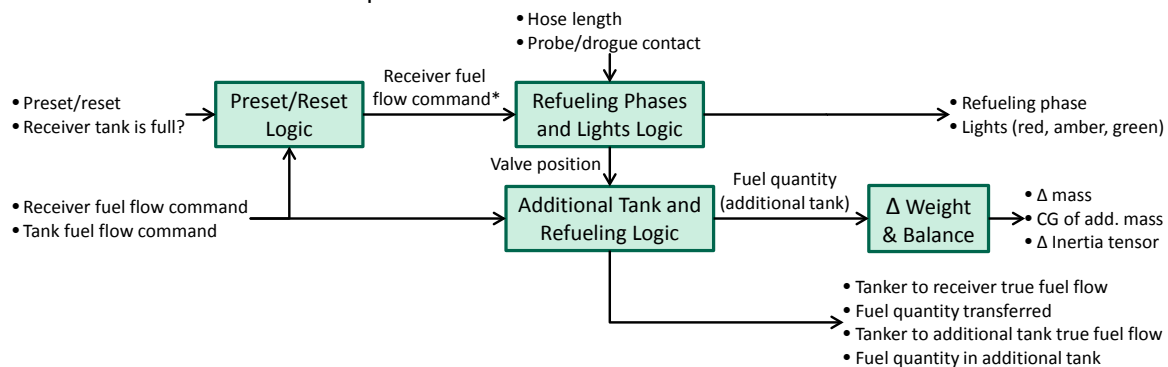 • Hose length
• Probe/drogue contact
Receiver fuel
flow command*
• Preset/reset
• Receiver tank is full?
Preset/Reset
Logic
Refueling Phases
and Lights Logic
• Refueling phase
• Lights (red, amber, green)
Valve position
Fuel quantity
(additional tank)
• Receiver fuel flow command
• Tank fuel flow command
Additional Tank and
Refueling Logic
Δ Weight
& Balance
• Δ mass
• CG of add. mass
• Δ Inertia tensor
• Tanker to receiver true fuel flow
• Fuel quantity transferred
• Tanker to additional tank true fuel flow
• Fuel quantity in additional tank